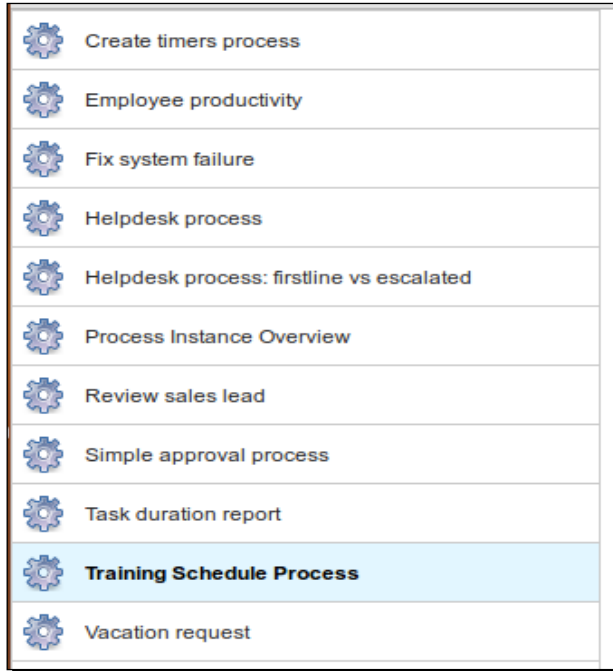 Create timers process
Employee productivity
Fix system failure
Helpdesk process
Helpdesk process: firstline vs escalated
Process Instance Overview
Review sales lead
Simple approval process
Task duration report
Training Schedule Process
Vacation request